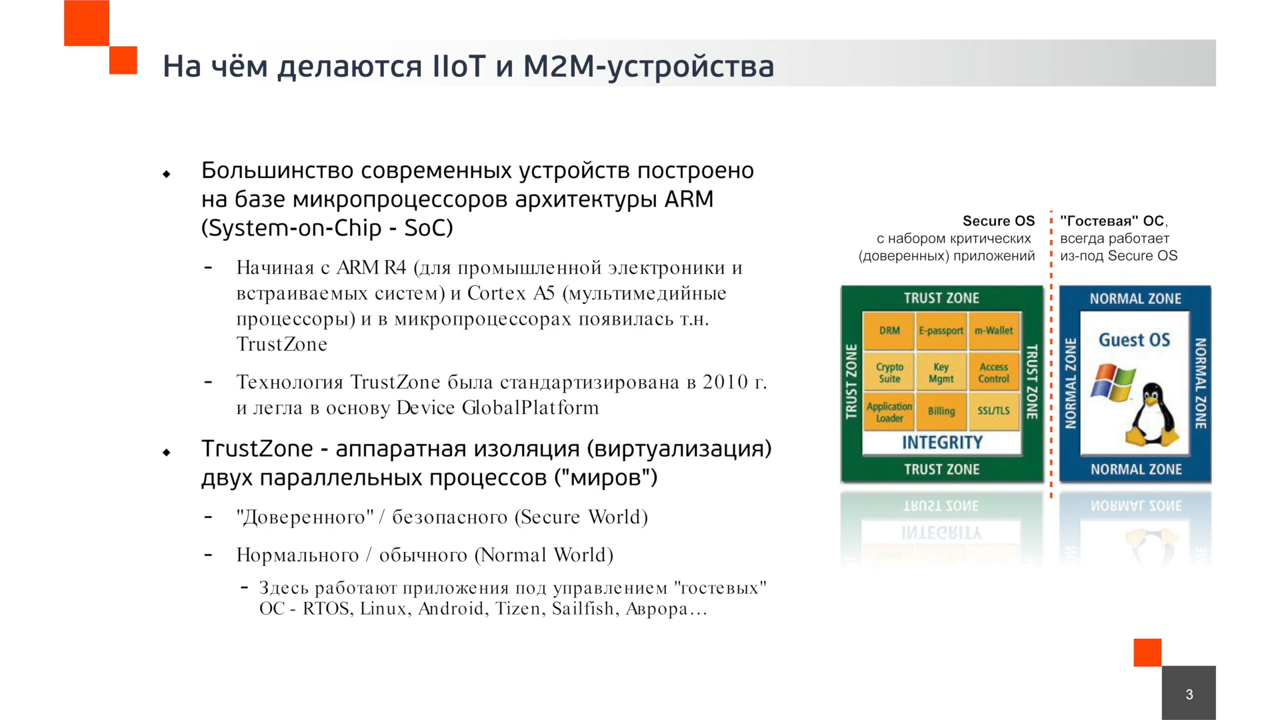 На чём делаются IIoT и M2M-устройства
Большинство современных устройств построено
на базе микропроцессоров архитектуры ARM
(System-on-Chip - SoC)
- Начиная с ARM R4 (для промышленной электроники и
встраиваемых систем) и Cortex A5 (мультимедийные
процессоры) и в микропроцессорах появилась т.н.
TrustZone
- Технология TrustZone была стандартизирована в 2010 г.
и легла в основу Device GlobalPlatform
TrustZone - аппаратная изоляция (виртуализация)
двух параллельных процессов ("миров")
- "Доверенного" / безопасного (Secure World)
- Нормального / обычного (Normal World)
- Здесь работают приложения под управлением "гостевых"
ОС - RTOS, Linux, Android, Tizen, Sailfish, Аврора…
Secure OS
с набором критических
(доверенных) приложений
"Гостевая" ОС,
всегда работает
из-под Secure OS
TRUST ZONE
TRUST ZONE
DRM
E-passport
m-Wallet
Crypto
Suite
Key
Mgmt
Access
Control
Application
Loader
Billing
SSL/TLS
INTEGRITY
TRUST ZONE
TRUST ZONE
NORMAL ZONE
NORMAL ZONE
Guest OS
NORMAL ZONE
NORMAL ZONE
3